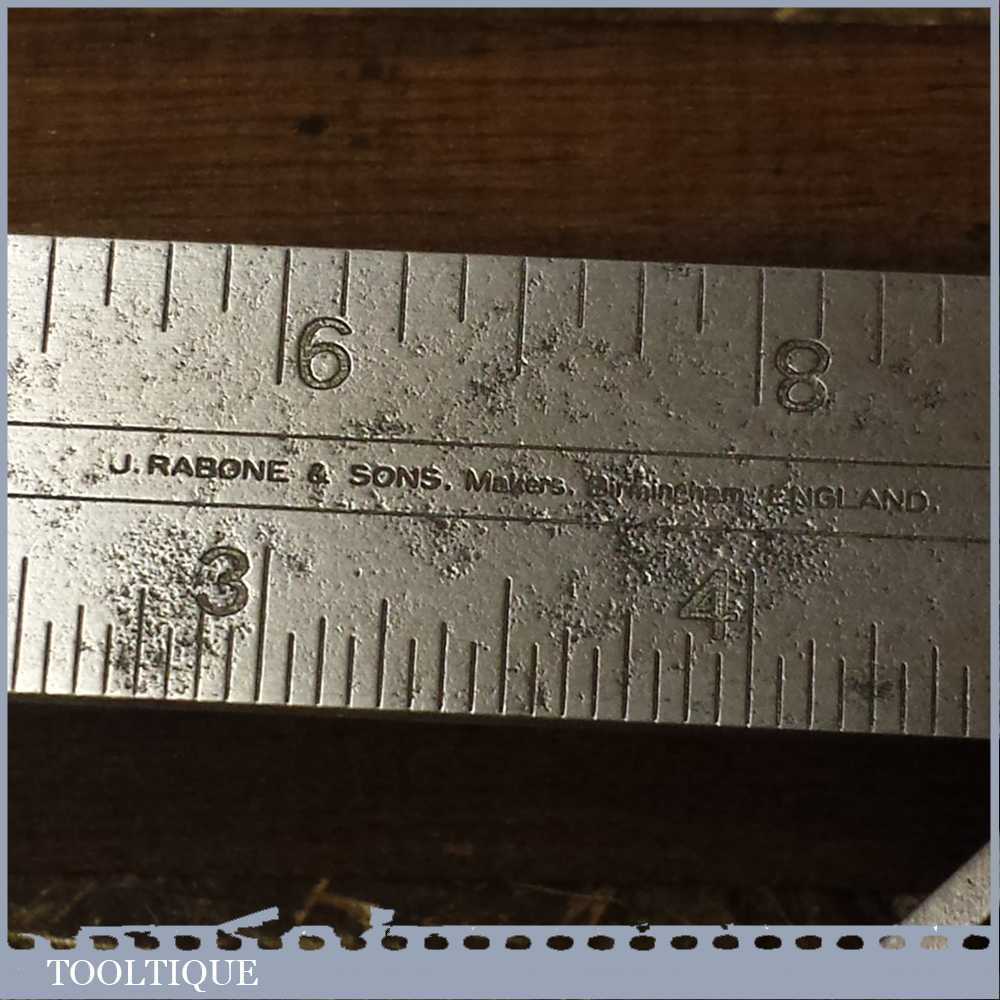 6 8
J. RABONE & SONS. Makers. Birmingham. ENGLAND.
3 4
TOOLTIQUE